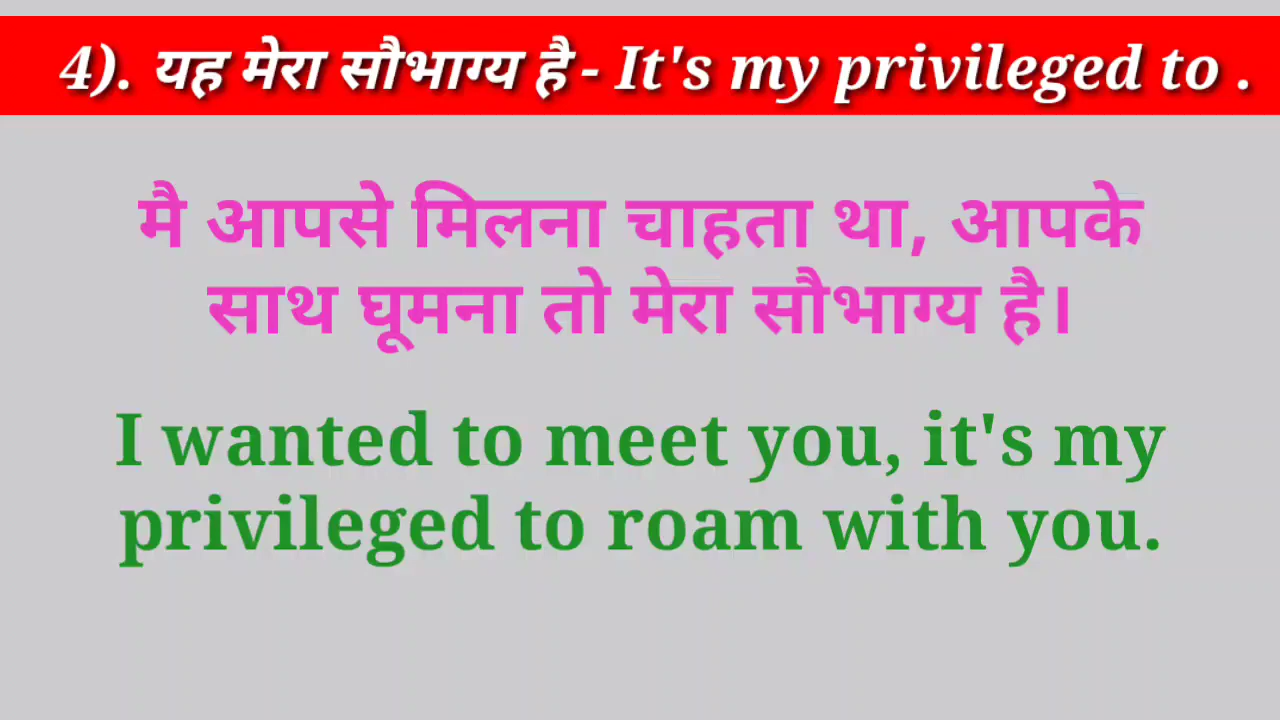 4). यह मेरा सौभाग्य है - It's my privileged to .
मै आपसे मिलना चाहता था, आपके
साथ घूमना तो मेरा सौभाग्य है।
I wanted to meet you, it's my
privileged to roam with you.